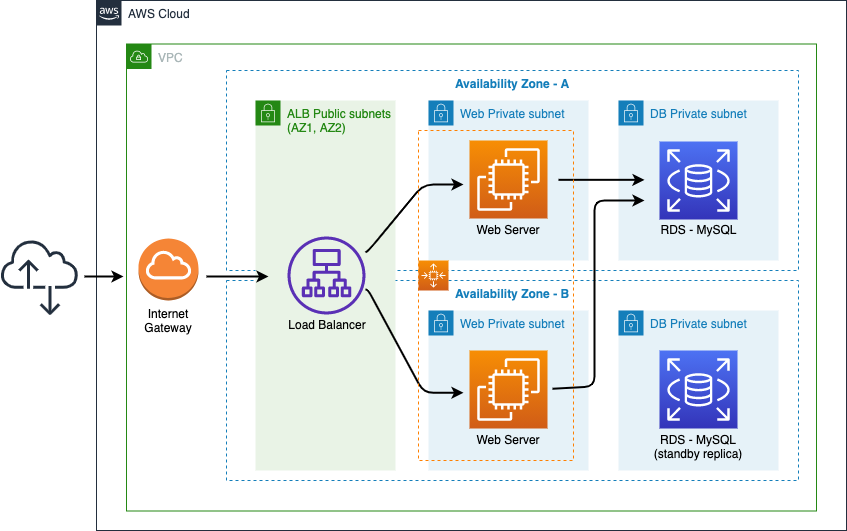 aws
AWS Cloud
VPC
Availability Zone - A
ALB Public subnets
(AZ1, AZ2)
Web Private subnet
DB Private subnet
Web Server
RDS - MySQL
Internet
Gateway
Load Balancer
Availability Zone - B
Web Private subnet
DB Private subnet
Web Server
RDS - MySQL
(standby replica)